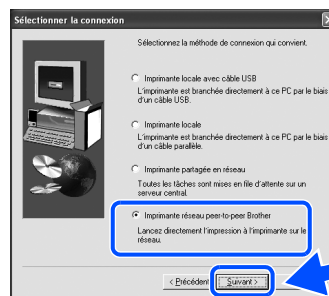 Sélectionner la connexion
Sélectionnez la méthode de connexion qui convient.
Imprimante locale avec câble USB
L'imprimante est branchée directement à ce PC par le biais
d'un câble USB.
Imprimante locale
L'imprimante est branchée directement à ce PC par le biais
d'un câble parallèle.
Imprimante partagée en réseau
Toutes les tâches sont mises en file d'attente sur un
serveur central.
Imprimante réseau peer-to-peer Brother
Lancez directement l'impression à l'imprimante sur le
réseau.
< Précédent
Suivant >